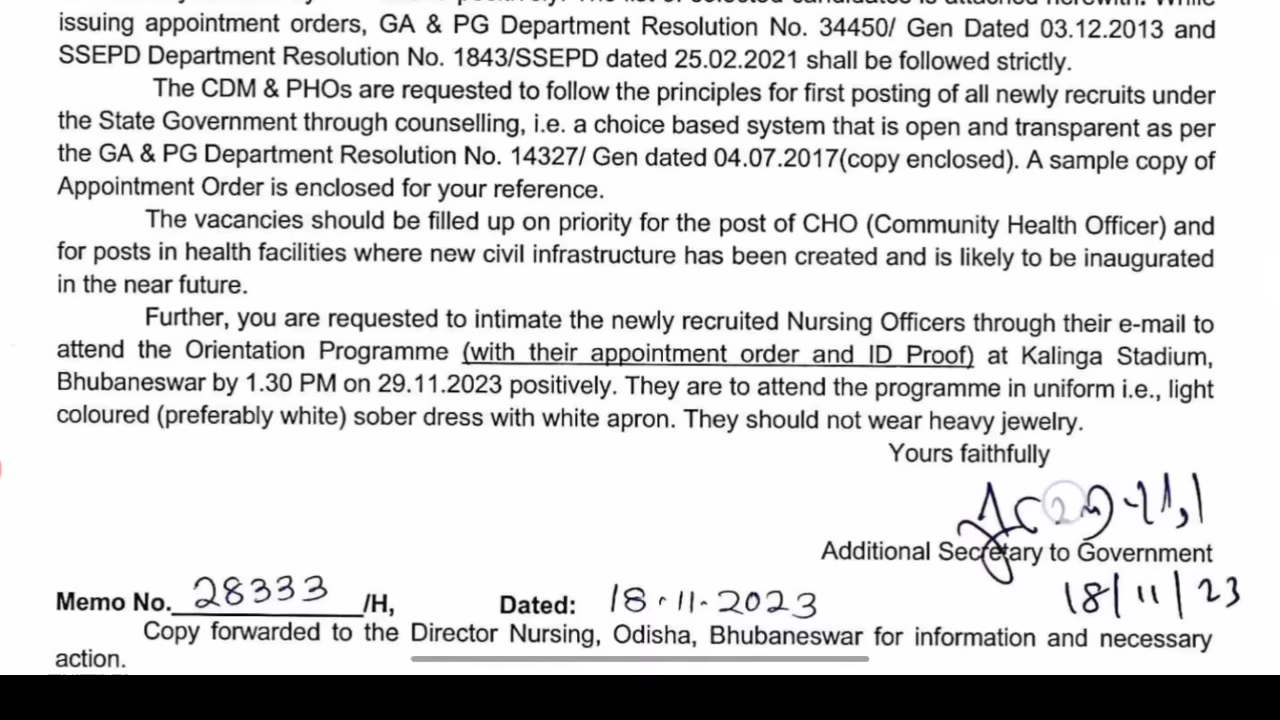 issuing appointment orders, GA & PG Department Resolution No. 34450/ Gen Dated 03.12.2013 and
SSEPD Department Resolution No. 1843/SSEPD dated 25.02.2021 shall be followed strictly.
The CDM & PHOs are requested to follow the principles for first posting of all newly recruits under
the State Government through counselling, i.e. a choice based system that is open and transparent as per
the GA & PG Department Resolution No. 14327/ Gen dated 04.07.2017(copy enclosed). A sample copy of
Appointment Order is enclosed for your reference.
The vacancies should be filled up on priority for the post of CHO (Community Health Officer) and
for posts in health facilities where new civil infrastructure has been created and is likely to be inaugurated
in the near future.
Further, you are requested to intimate the newly recruited Nursing Officers through their e-mail to
attend the Orientation Programme (with their appointment order and ID Proof) at Kalinga Stadium,
Bhubaneswar by 1.30 PM on 29.11.2023 positively. They are to attend the programme in uniform i.e., light
coloured (preferably white) sober dress with white apron. They should not wear heavy jewelry.
Yours faithfully
Additional Secretary to Government
18/11/23
Memo No. 28333 /H, Dated: 18.11.2023
Copy forwarded to the Director Nursing, Odisha, Bhubaneswar for information and necessary
action.